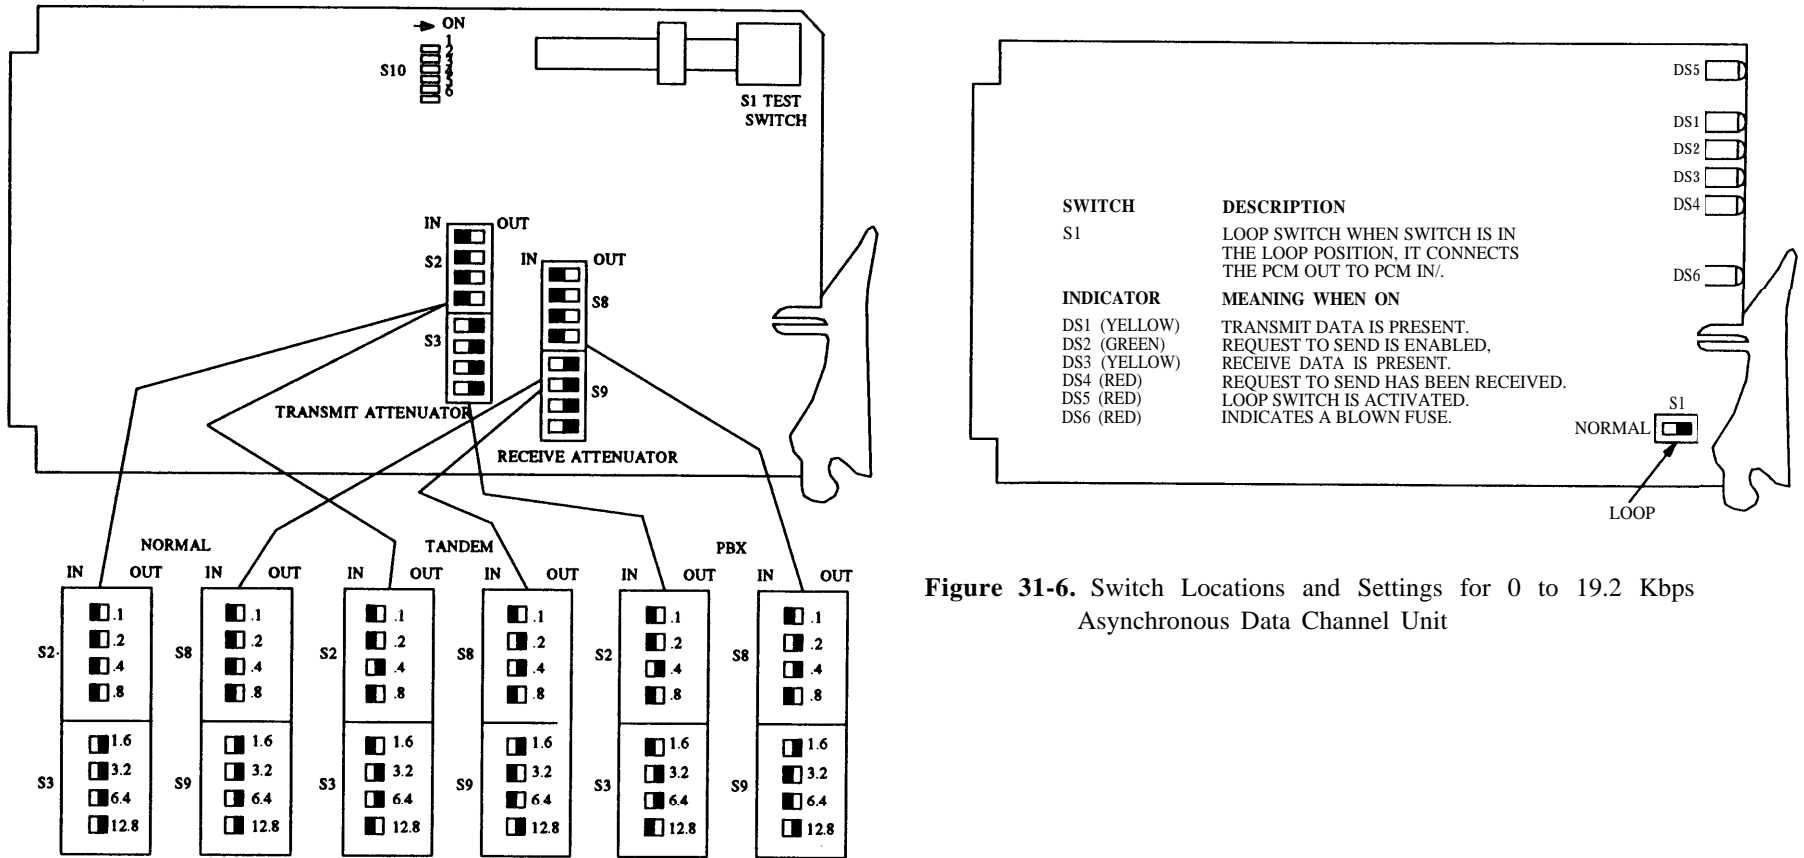 ON
1
2
3
4
5
6
S10
S1 TEST
SWITCH
IN OUT
S2
S3
IN OUT
S8
S9
TRANSMIT ATTENUATOR
RECEIVE ATTENUATOR
NORMAL TANDEM PBX
IN OUT IN OUT IN OUT IN OUT IN OUT IN OUT
S2.
.1
.2
.4
.8
S3
1.6
3.2
6.4
12.8
S8
.1
.2
.4
.8
S9
1.6
3.2
6.4
12.8
S2
.1
.2
.4
.8
S3
1.6
3.2
6.4
12.8
S8
.1
.2
.4
.8
S9
1.6
3.2
6.4
12.8
S2
.1
.2
.4
.8
S3
1.6
3.2
6.4
12.8
S8
.1
.2
.4
.8
S9
1.6
3.2
6.4
12.8
DS5
DS1
DS2
DS3
DS4
DS6
SWITCH DESCRIPTION
S1 LOOP SWITCH WHEN SWITCH IS IN
THE LOOP POSITION, IT CONNECTS
THE PCM OUT TO PCM IN/.
INDICATOR MEANING WHEN ON
DS1 (YELLOW) TRANSMIT DATA IS PRESENT.
DS2 (GREEN) REQUEST TO SEND IS ENABLED,
DS3 (YELLOW) RECEIVE DATA IS PRESENT.
DS4 (RED) REQUEST TO SEND HAS BEEN RECEIVED.
DS5 (RED) LOOP SWITCH IS ACTIVATED.
DS6 (RED) INDICATES A BLOWN FUSE.
S1
NORMAL
LOOP
Figure 31-6. Switch Locations and Settings for 0 to 19.2 Kbps
Asynchronous Data Channel Unit